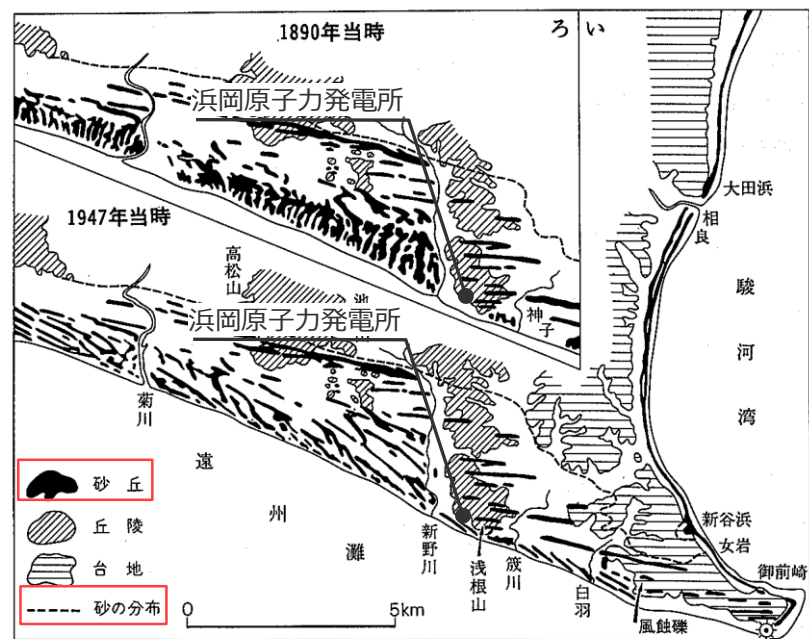 1890年当時
ろ い
浜岡原子力発電所
大田浜
相良
1947年当時
高松山
池
神子
浜岡原子力発電所
駿河湾
菊川
遠州灘
砂丘
丘陵
台地
砂の分布
0 5km
新野川
浅根山
筬川
白羽
新谷浜
女岩
御前崎
風蝕礫